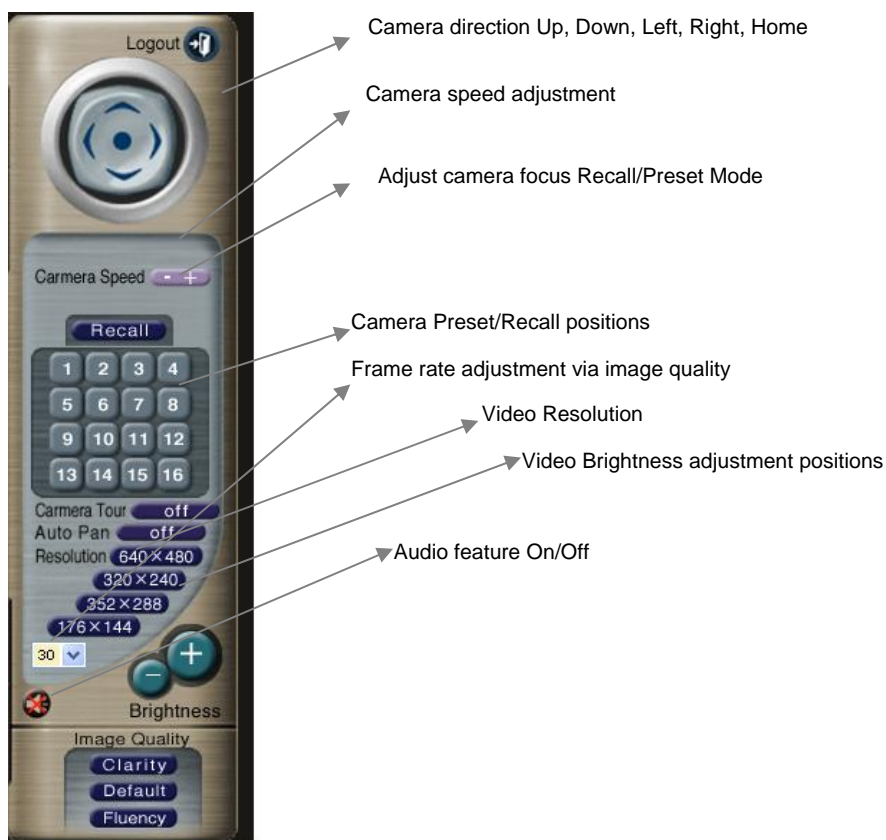 Logout
Camera direction Up, Down, Left, Right, Home
Camera speed adjustment
Adjust camera focus Recall/Preset Mode
Carmera Speed - +
Recall
Camera Preset/Recall positions
1 2 3 4
Frame rate adjustment via image quality
5 6 7 8
Video Resolution
9 10 11 12
Video Brightness adjustment positions
13 14 15 16
Carmera Tour off
Auto Pan off
Resolution 640×480
Audio feature On/Off
320×240
352×288
176×144
30
+
-
Brightness
Image Quality
Clarity
Default
Fluency